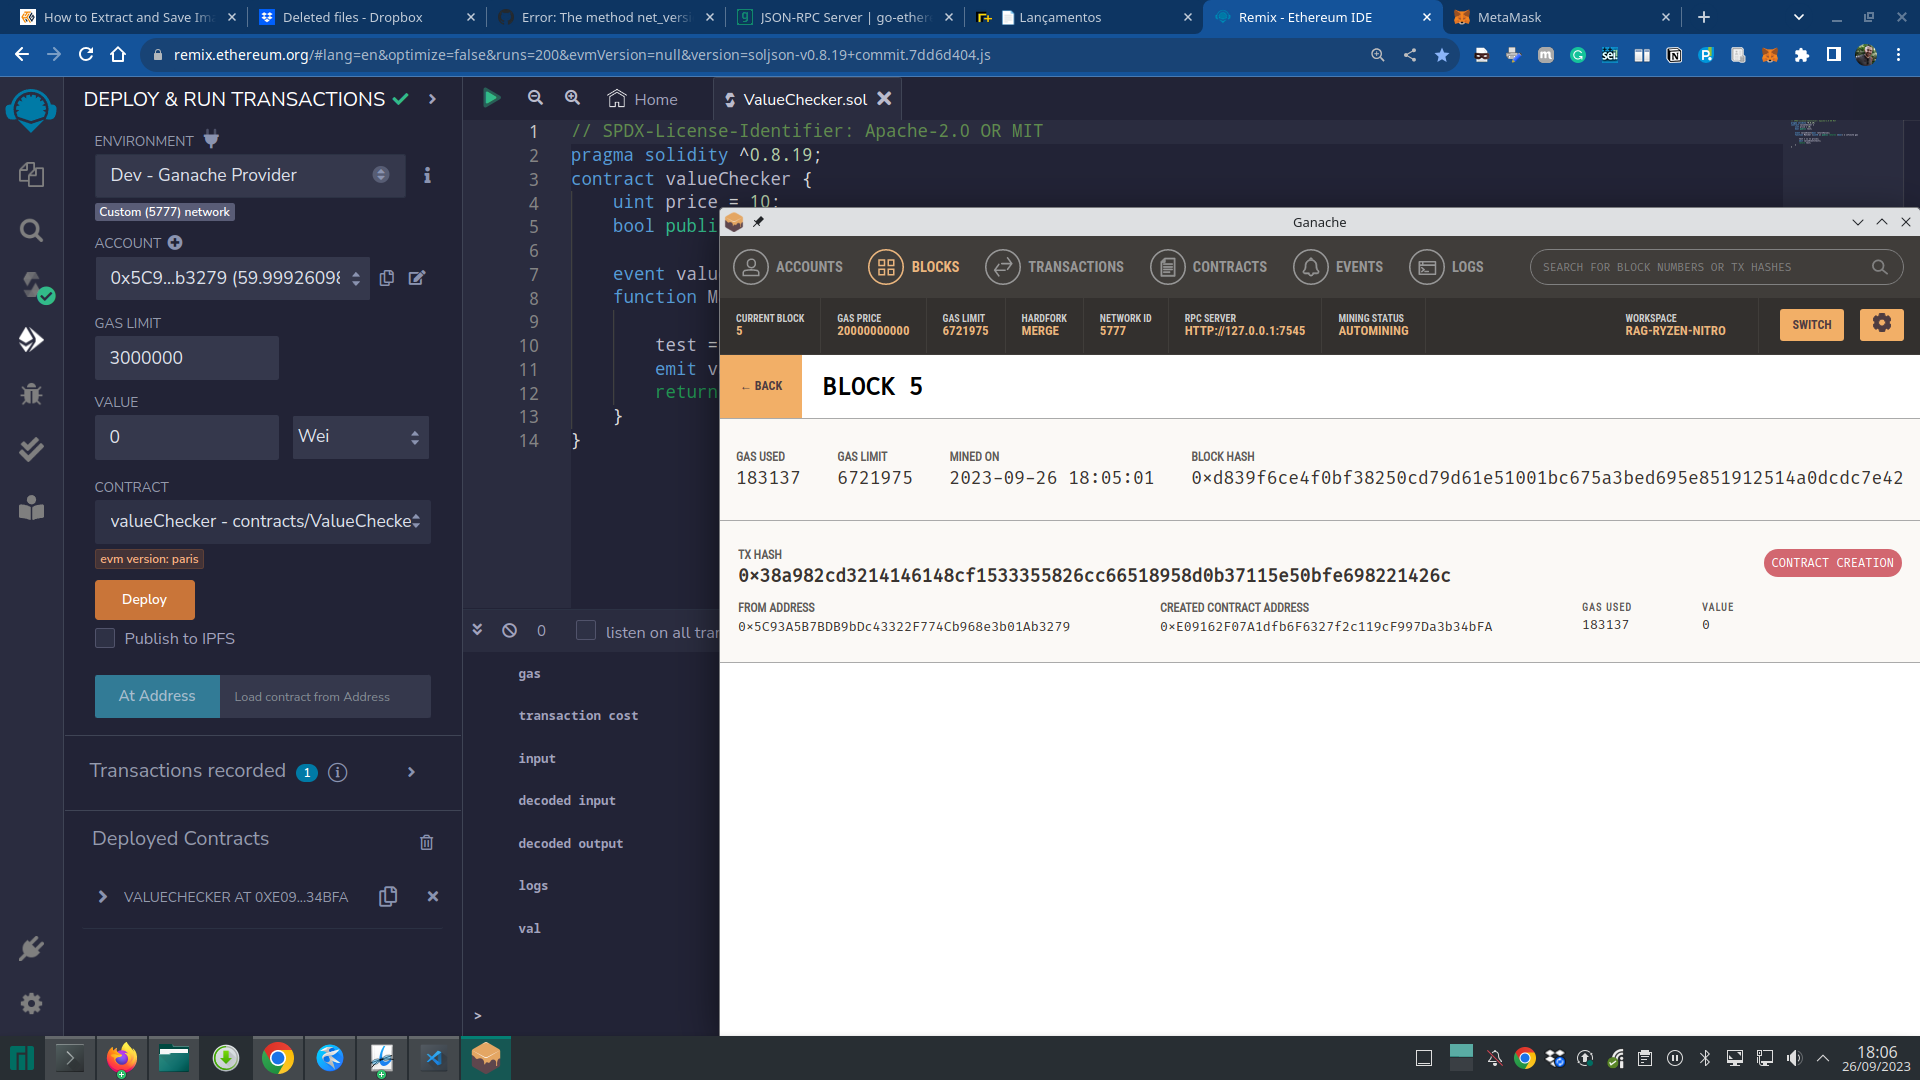 How to Extract and Save Ima
Deleted files - Dropbox
Error: The method net_versi
JSON-RPC Server | go-ether
Lançamentos
Remix - Ethereum IDE
MetaMask
remix.ethereum.org/#lang=en&optimize=false&runs=200&evmVersion=null&version=soljson-v0.8.19+commit.7dd6d404.js
DEPLOY & RUN TRANSACTIONS
ENVIRONMENT
Dev - Ganache Provider
Custom (5777) network
ACCOUNT
0x5C9...b3279 (59.99926098
GAS LIMIT
3000000
VALUE
0
Wei
CONTRACT
valueChecker - contracts/ValueChecke
evm version: paris
Deploy
Publish to IPFS
At Address
Load contract from Address
Transactions recorded 1
Deployed Contracts
VALUECHECKER AT 0XE09...34BFA
Home
ValueChecker.sol
1 // SPDX-License-Identifier: Apache-2.0 OR MIT
2 pragma solidity ^0.8.19;
3 contract valueChecker {
4 uint price = 10;
5 bool publi
6
7 event valu
8 function M
9
10 test =
11 emit v
12 return
13 }
14 }
0
listen on all tra
gas
transaction cost
input
decoded input
decoded output
logs
val
>
Ganache
ACCOUNTS
BLOCKS
TRANSACTIONS
CONTRACTS
EVENTS
LOGS
SEARCH FOR BLOCK NUMBERS OR TX HASHES
CURRENT BLOCK
5
GAS PRICE
20000000000
GAS LIMIT
6721975
HARDFORK
MERGE
NETWORK ID
5777
RPC SERVER
HTTP://127.0.0.1:7545
MINING STATUS
AUTOMINING
WORKSPACE
RAG-RYZEN-NITRO
SWITCH
← BACK
BLOCK 5
GAS USED
183137
GAS LIMIT
6721975
MINED ON
2023-09-26 18:05:01
BLOCK HASH
0×d839f6ce4f0bf38250cd79d61e51001bc675a3bed695e851912514a0dcdc7e42
TX HASH
0×38a982cd3214146148cf1533355826cc66518958d0b37115e50bfe698221426c
CONTRACT CREATION
FROM ADDRESS
0×5C93A5B7BDB9bDc43322F774Cb968e3b01Ab3279
CREATED CONTRACT ADDRESS
0×E09162F07A1dfb6F6327f2c119cF997Da3b34bFA
GAS USED
183137
VALUE
0
18:06
26/09/2023